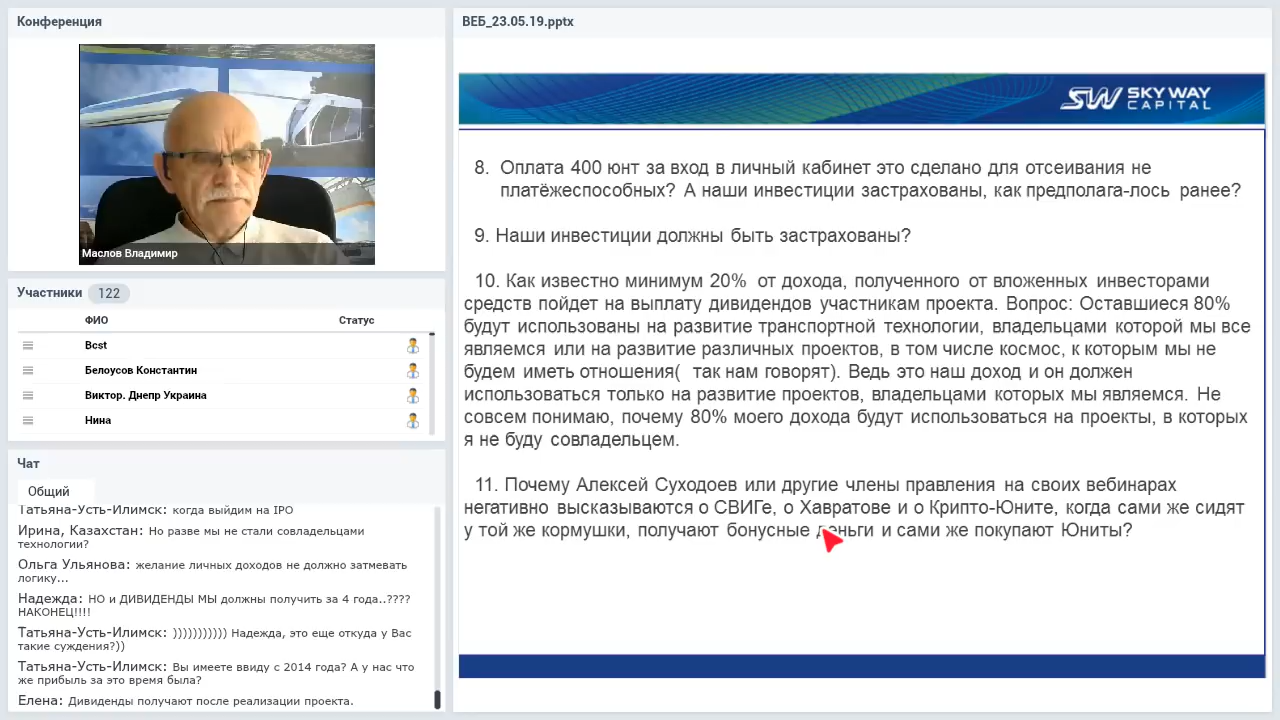 Конференция
Маслов Владимир
Участники 122
ФИО Статус
Bcst
Белоусов Константин
Виктор. Днепр Украина
Нина
Чат
Общий
Татьяна-Усть-Илимск: когда выйдим на IPO
Ирина, Казахстан: Но разве мы не стали совладельцами
технологии?
Ольга Ульянова: желание личных доходов не должно затмевать
логику...
Надежда: НО и ДИВИДЕНДЫ МЫ должны получить за 4 года..????
НАКОНЕЦ!!!!
Татьяна-Усть-Илимск: ))))))))))) Надежда, это еще откуда у Вас
такие суждения?))
Татьяна-Усть-Илимск: Вы имеете ввиду с 2014 года? А у нас что
же прибыль за это время была?
Елена: Дивиденды получают после реализации проекта.
ВЕБ_23.05.19.pptx
SW SKY WAY
CAPITAL
8. Оплата 400 юнт за вход в личный кабинет это сделано для отсеивания не
платёжеспособных? А наши инвестиции застрахованы, как предполага-лось ранее?
9. Наши инвестиции должны быть застрахованы?
10. Как известно минимум 20% от дохода, полученного от вложенных инвесторами
средств пойдет на выплату дивидендов участникам проекта. Вопрос: Оставшиеся 80%
будут использованы на развитие транспортной технологии, владельцами которой мы все
являемся или на развитие различных проектов, в том числе космос, к которым мы не
будем иметь отношения( так нам говорят). Ведь это наш доход и он должен
использоваться только на развитие проектов, владельцами которых мы являемся. Не
совсем понимаю, почему 80% моего дохода будут использоваться на проекты, в которых
я не буду совладельцем.
11. Почему Алексей Суходоев или другие члены правления на своих вебинарах
негативно высказываются о СВИГе, о Хавратове и о Крипто-Юните, когда сами же сидят
у той же кормушки, получают бонусные деньги и сами же покупают Юниты?